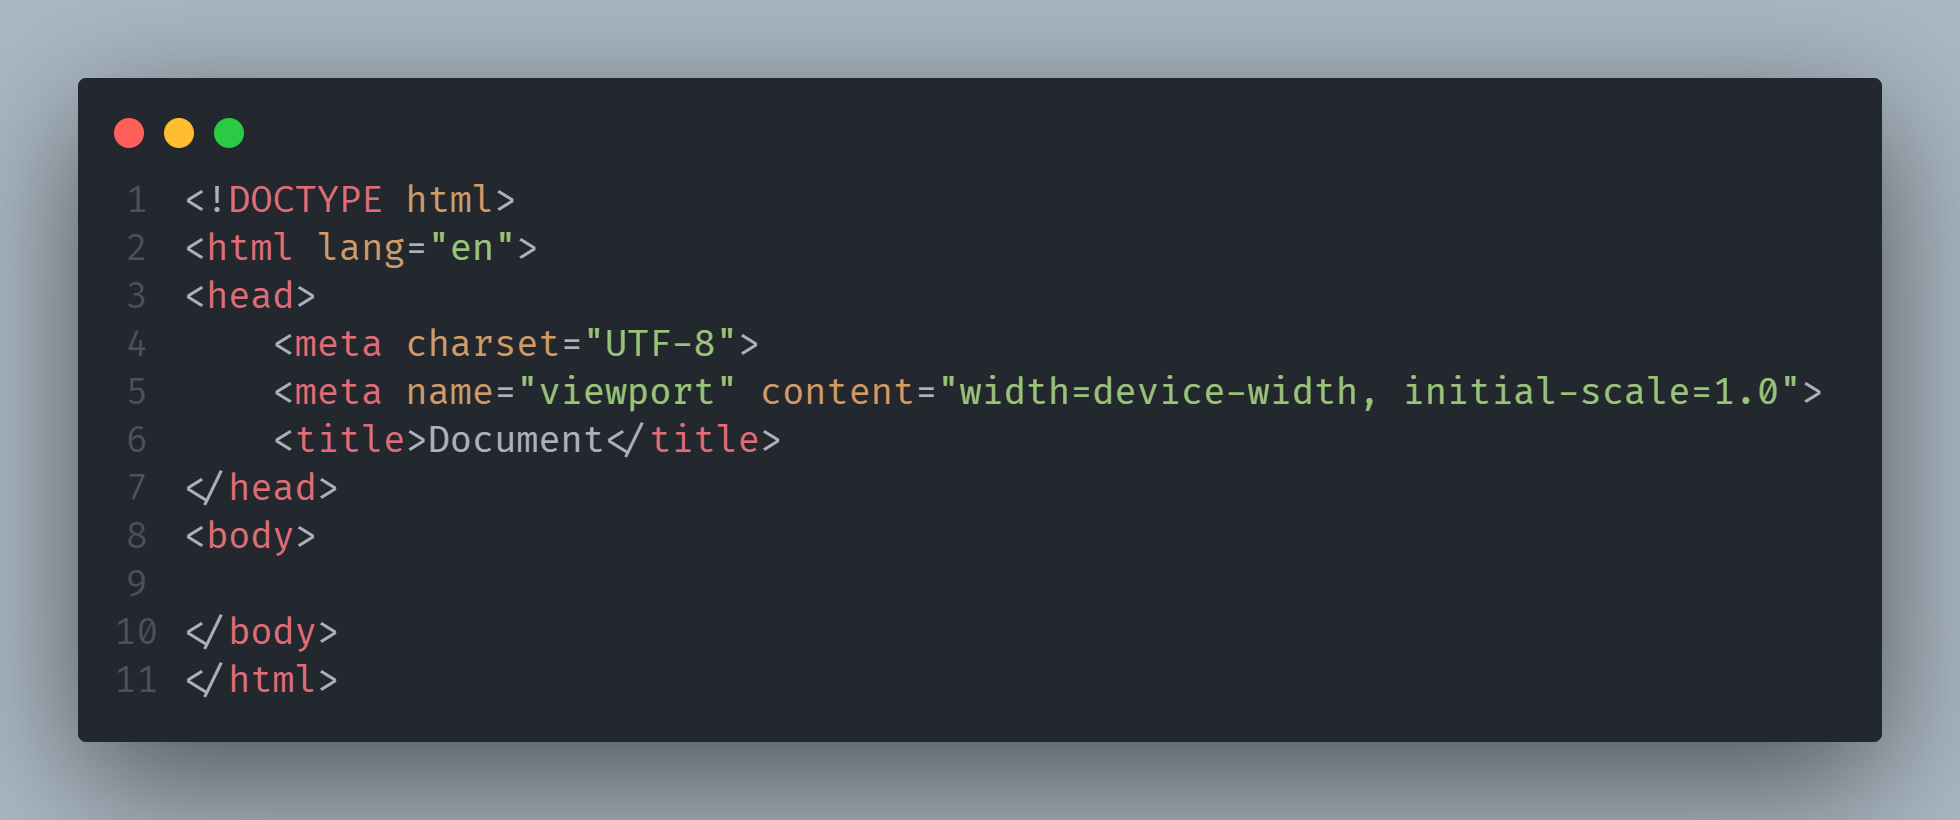 1 <!DOCTYPE html>
2 <html lang="en">
3 <head>
4     <meta charset="UTF-8">
5     <meta name="viewport" content="width=device-width, initial-scale=1.0">
6     <title>Document</title>
7 </head>
8 <body>
9
10 </body>
11 </html>